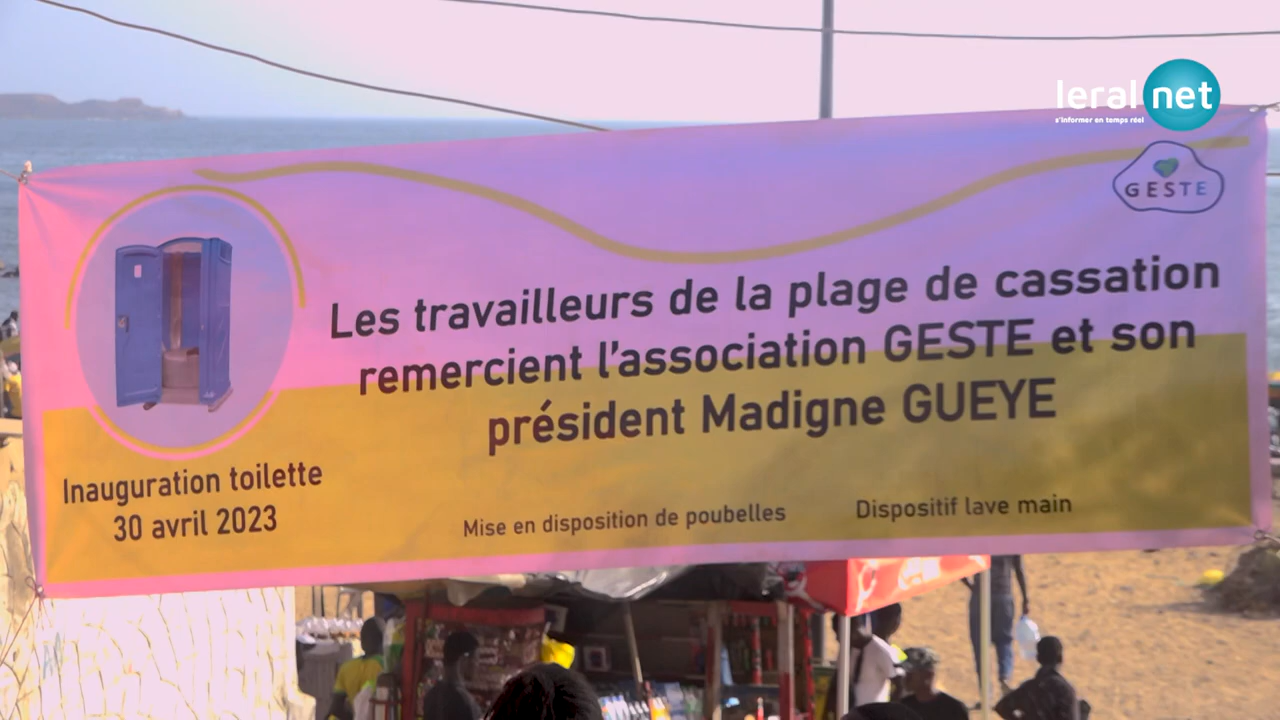 leral net
s'informer en temps réel
GESTE
Les travailleurs de la plage de cassation
remercient l'association GESTE et son
président Madigne GUEYE
Inauguration toilette
30 avril 2023
Mise en disposition de poubelles
Dispositif lave main